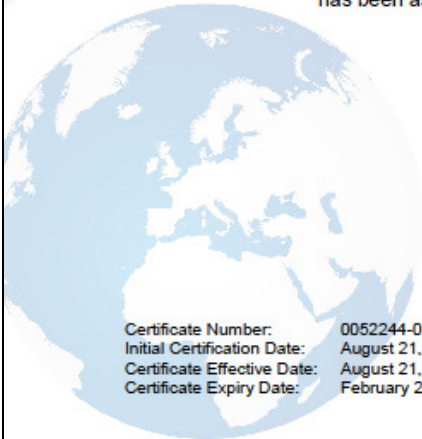 has been a
Certificate Number: 0052244-0
Initial Certification Date: August 21,
Certificate Effective Date: August 21,
Certificate Expiry Date: February 2